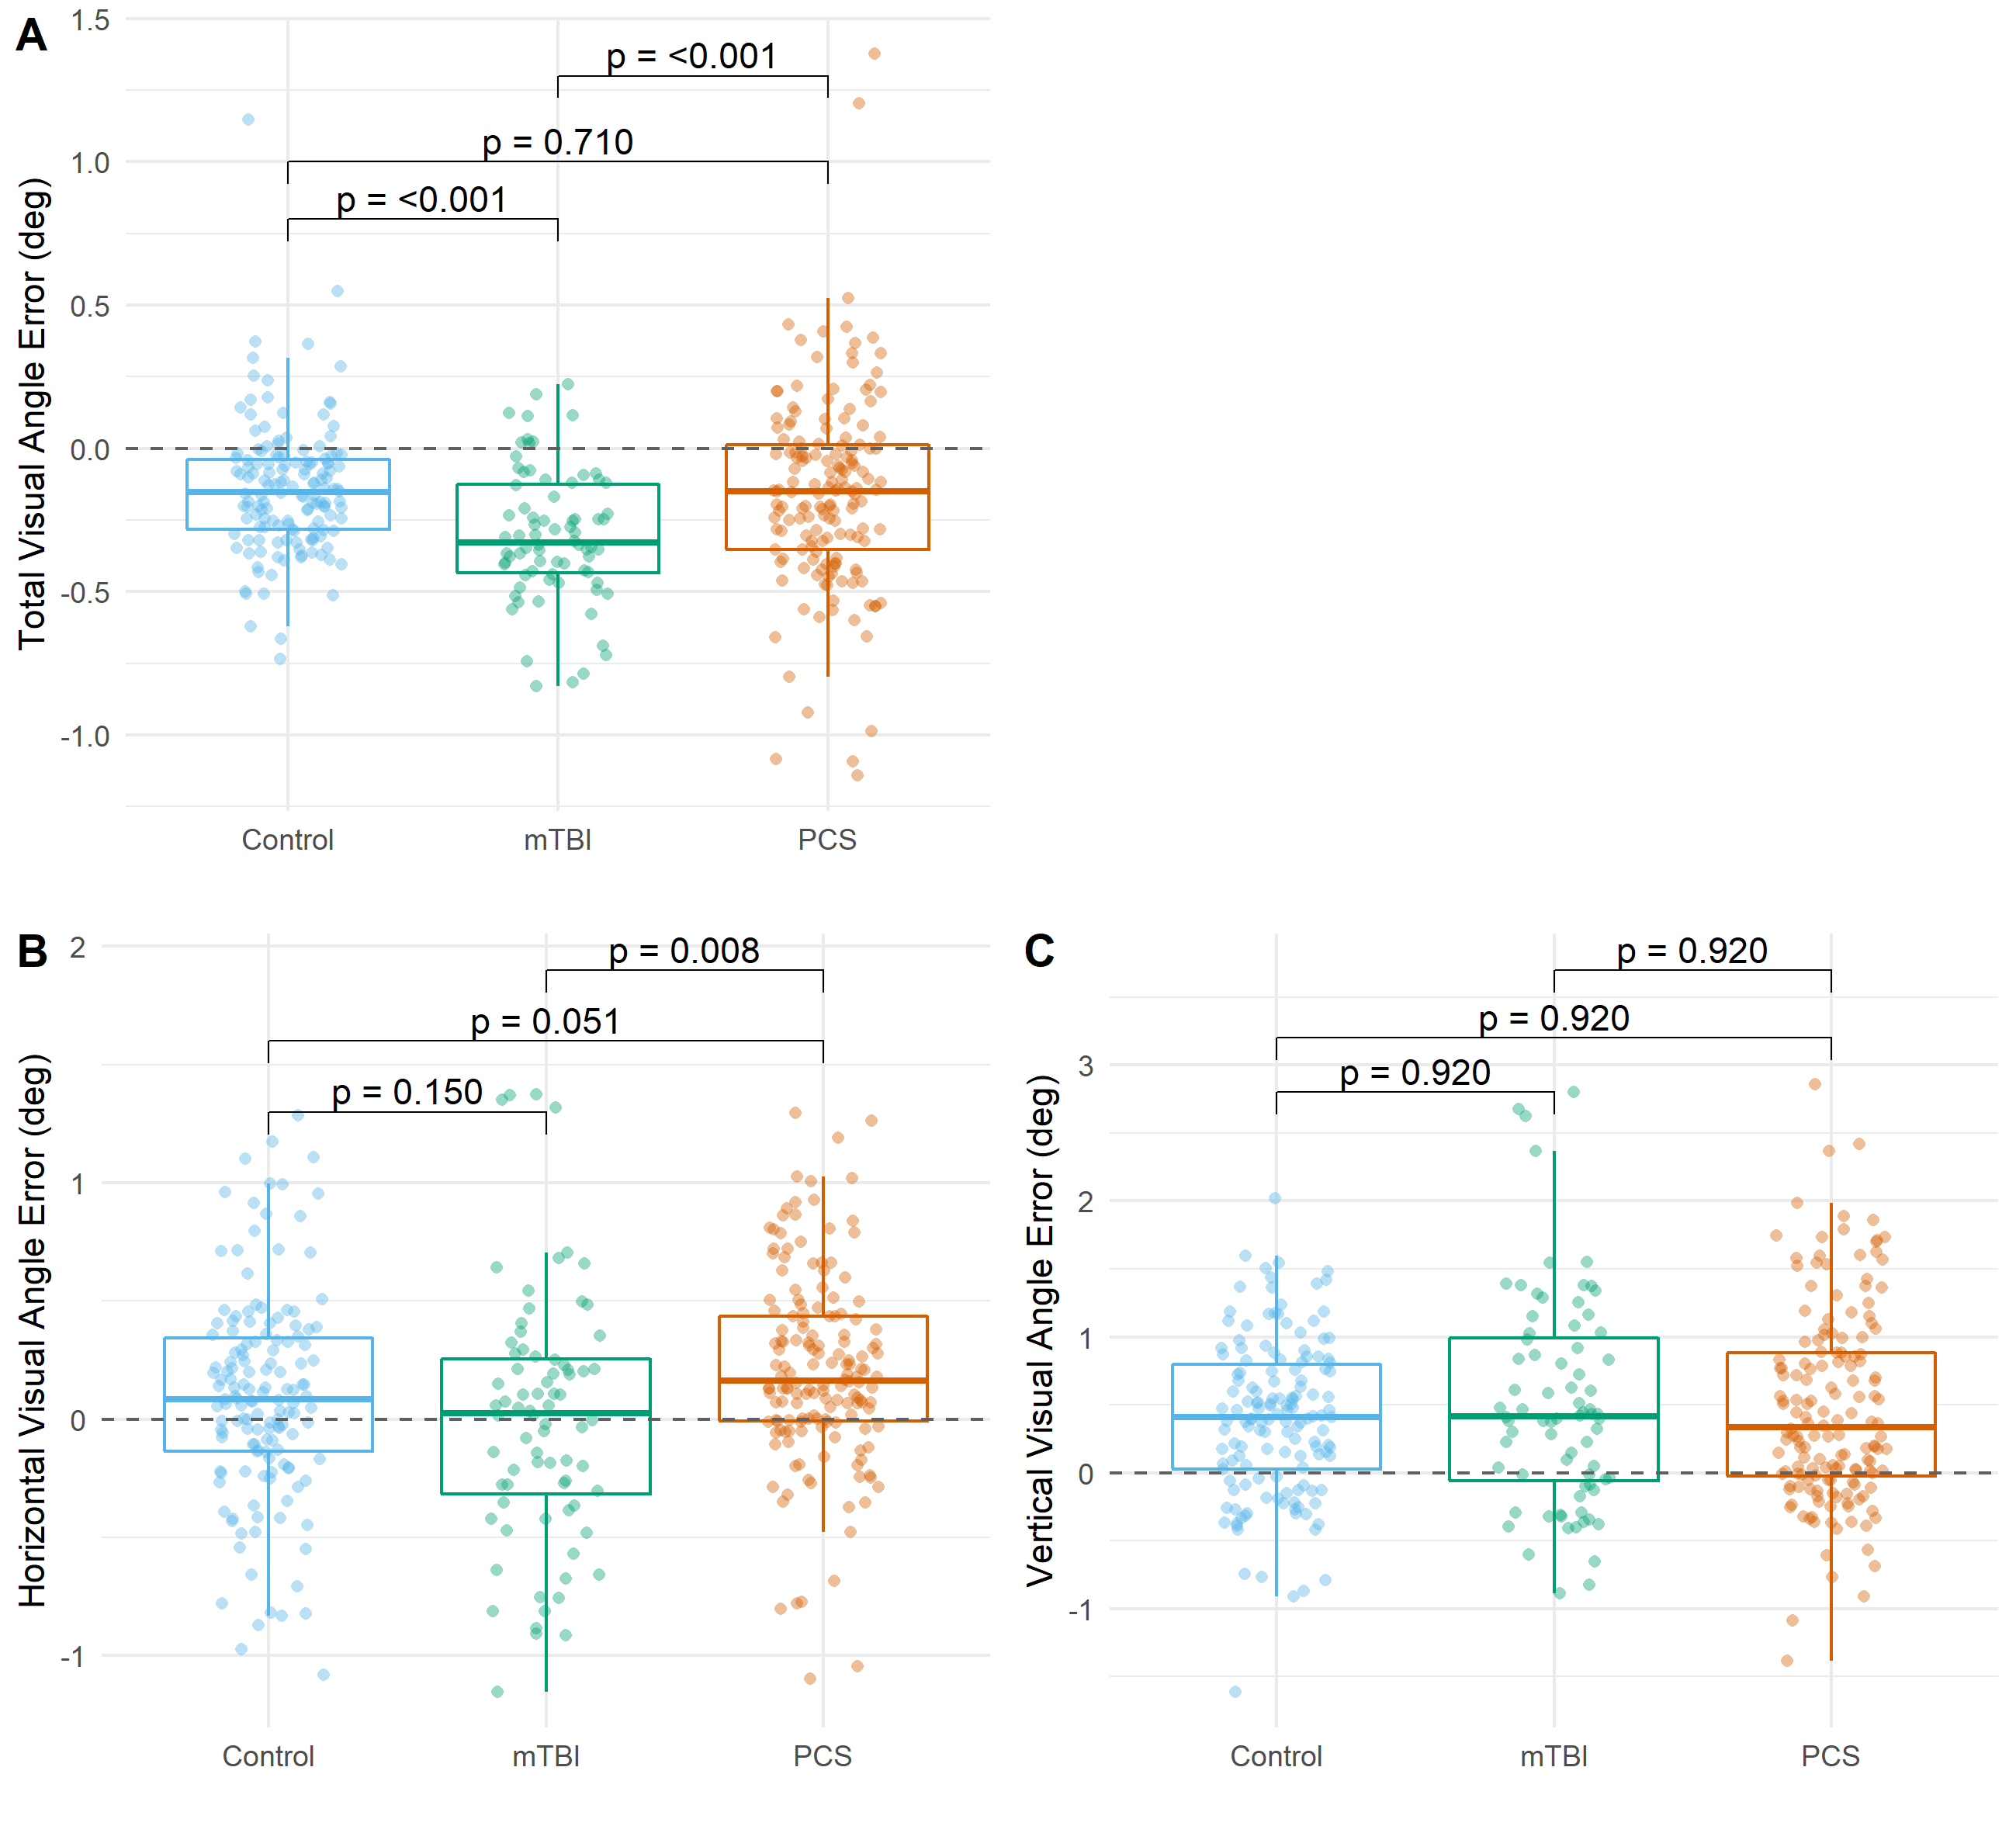 A
Total Visual Angle Error (deg)
1.5
1.0
0.5
0.0
-0.5
-1.0
p = <0.001
p = 0.710
p = <0.001
Control
mTBI
PCS
B
Horizontal Visual Angle Error (deg)
2
1
0
-1
p = 0.008
p = 0.051
p = 0.150
Control
mTBI
PCS
C
Vertical Visual Angle Error (deg)
3
2
1
0
-1
p = 0.920
p = 0.920
p = 0.920
Control
mTBI
PCS